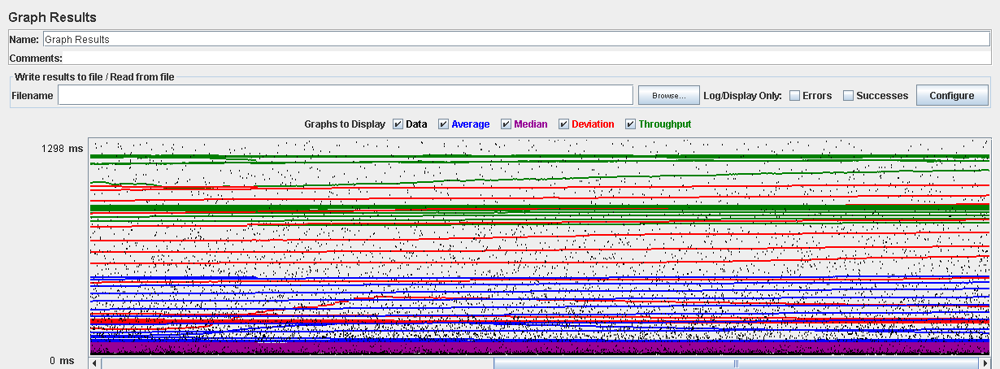 Graph Results
Name: Graph Results
Comments:
Write results to file / Read from file
Filename Browse... Log/Display Only: Errors Successes Configure
Graphs to Display Data Average Median Deviation Throughput
1298 ms
0 ms